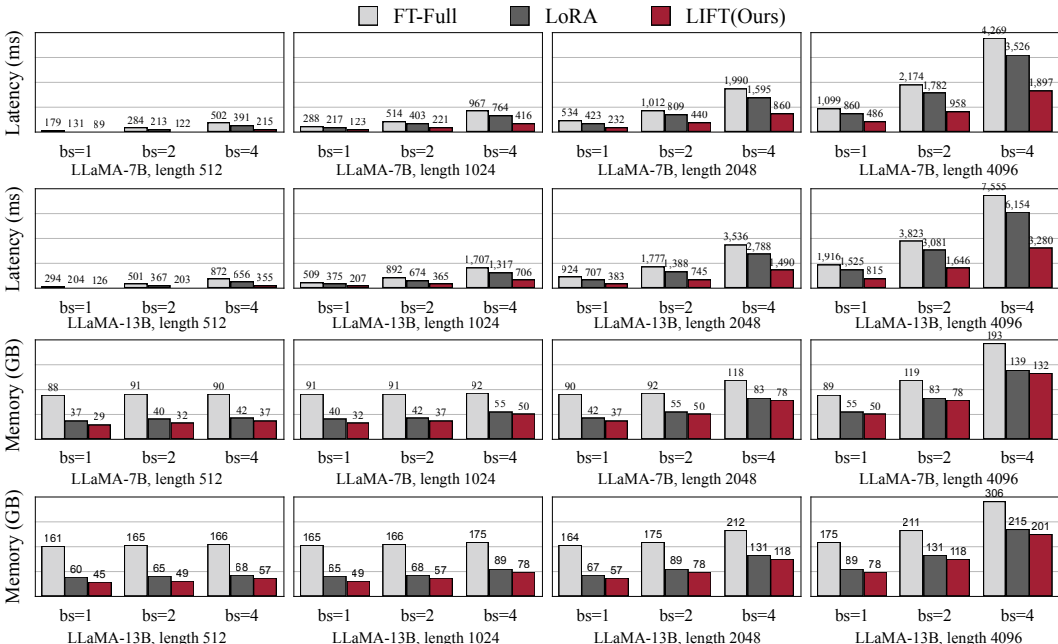 FT-Full LoRA LIFT(Ours)
Latency (ms)
179 131 89 284 213 122 502 391 215
bs=1 bs=2 bs=4
LLaMA-7B, length 512
288 217 123 514 403 221 967 764 416
bs=1 bs=2 bs=4
LLaMA-7B, length 1024
534 423 232 1,012 809 440 1,990 1,595 860
bs=1 bs=2 bs=4
LLaMA-7B, length 2048
1,099 860 486 2,174 1,782 958 4,269 3,526 1,897
bs=1 bs=2 bs=4
LLaMA-7B, length 4096
Latency (ms)
294 204 126 501 367 203 872 656 355
bs=1 bs=2 bs=4
LLaMA-13B, length 512
509 375 207 892 674 365 1,707 1,317 706
bs=1 bs=2 bs=4
LLaMA-13B, length 1024
924 707 383 1,777 1,388 745 3,536 2,788 1,490
bs=1 bs=2 bs=4
LLaMA-13B, length 2048
1,916 1,525 815 3,823 3,081 1,646 7,555 6,154 3,280
bs=1 bs=2 bs=4
LLaMA-13B, length 4096
Memory (GB)
88 37 29 91 40 32 90 42 37
bs=1 bs=2 bs=4
LLaMA-7B, length 512
91 40 32 91 42 37 92 55 50
bs=1 bs=2 bs=4
LLaMA-7B, length 1024
90 42 37 92 55 50 118 83 78
bs=1 bs=2 bs=4
LLaMA-7B, length 2048
89 55 50 119 83 78 193 139 132
bs=1 bs=2 bs=4
LLaMA-7B, length 4096
Memory (GB)
161 60 45 165 65 49 166 68 57
bs=1 bs=2 bs=4
LLaMA-13B, length 512
165 65 49 166 68 57 175 89 78
bs=1 bs=2 bs=4
LLaMA-13B, length 1024
164 67 57 175 89 78 212 131 118
bs=1 bs=2 bs=4
LLaMA-13B, length 2048
175 89 78 211 131 118 306 215 201
bs=1 bs=2 bs=4
LLaMA-13B, length 4096